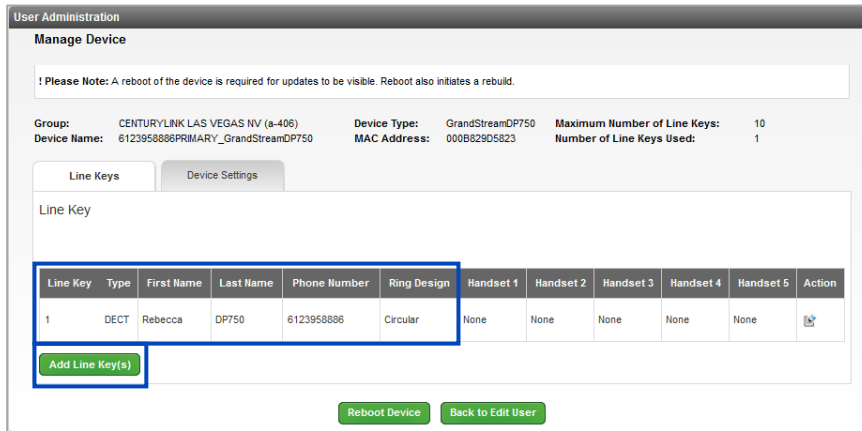 User Administration
Manage Device
! Please Note: A reboot of the device is required for updates to be visible. Reboot also initiates a rebuild.
Group: CENTURYLINK LAS VEGAS NV (a-406) Device Type: GrandStreamDP750 Maximum Number of Line Keys: 10
Device Name: 6123958886PRIMARY_GrandStreamDP750 MAC Address: 000B829D5823 Number of Line Keys Used: 1
Line Keys Device Settings
Line Key
Line Key Type First Name Last Name Phone Number Ring Design Handset 1 Handset 2 Handset 3 Handset 4 Handset 5 Action
1 DECT Rebecca DP750 6123958886 Circular None None None None None
Add Line Key(s)
Reboot Device Back to Edit User